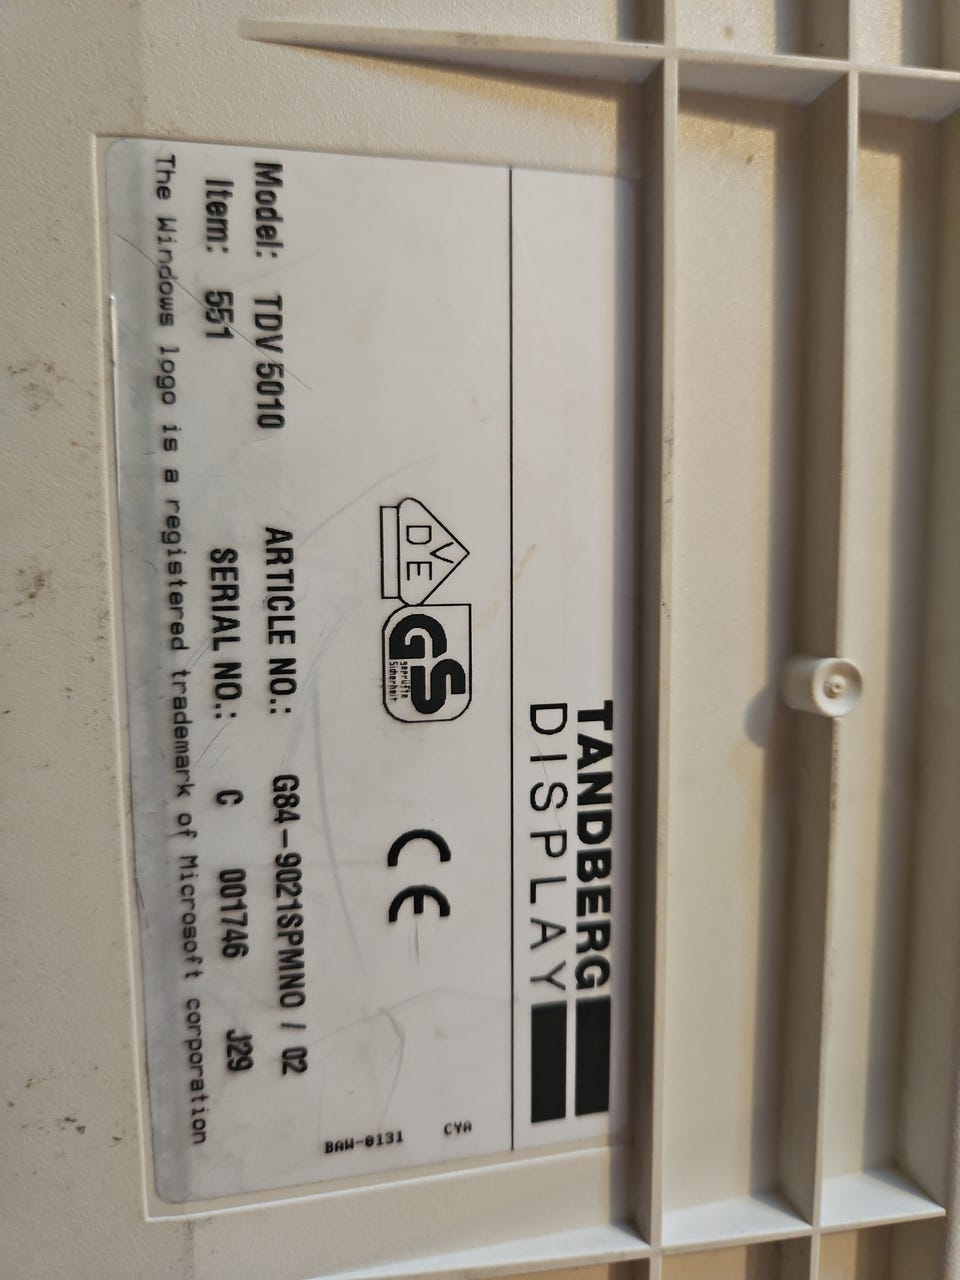 TANDBERG
DISPLAY
VDE
GS
geprüfte
Sicherheit
CE
CYA
BAW-0131
Model: TDV 5010 ARTICLE NO.: G84-9021SPMNO / 02
Item: 551 SERIAL NO.: C 001746 J29
The Windows logo is a registered trademark of Microsoft corporation